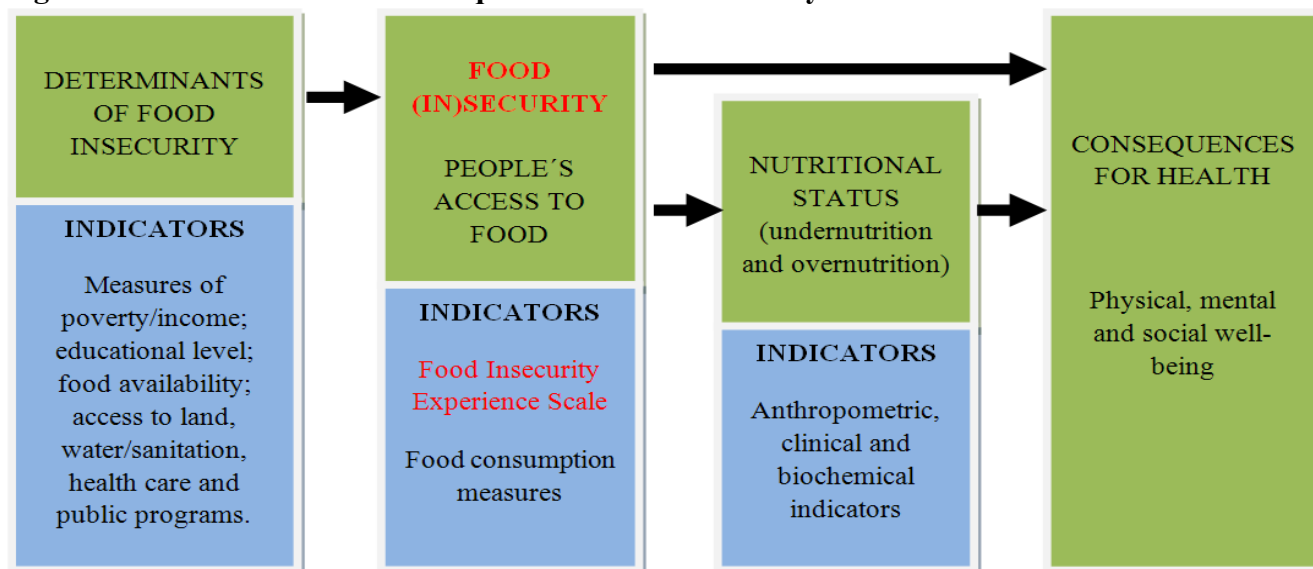 DETERMINANTS
OF FOOD
INSECURITY
INDICATORS
Measures of
poverty/income;
educational level;
food availability;
access to land,
water/sanitation,
health care and
public programs.
FOOD
(IN)SECURITY
PEOPLE´S
ACCESS TO
FOOD
INDICATORS
Food Insecurity
Experience Scale
Food consumption
measures
NUTRITIONAL
STATUS
(undernutrition
and overnutrition)
INDICATORS
Anthropometric,
clinical and
biochemical
indicators
CONSEQUENCES
FOR HEALTH
Physical, mental
and social well-
being